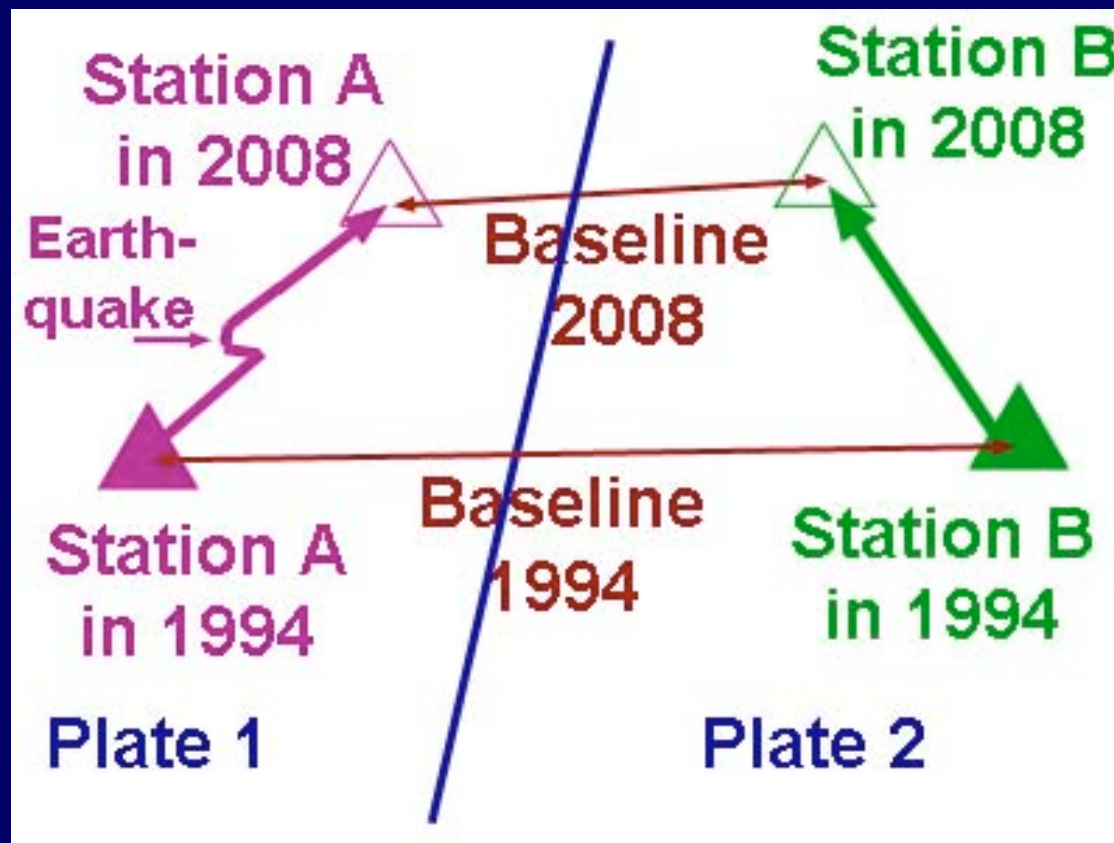 Station A
in 2008
Station B
in 2008
Earth-
quake
Baseline
2008
Baseline
1994
Station A
in 1994
Station B
in 1994
Plate 1
Plate 2